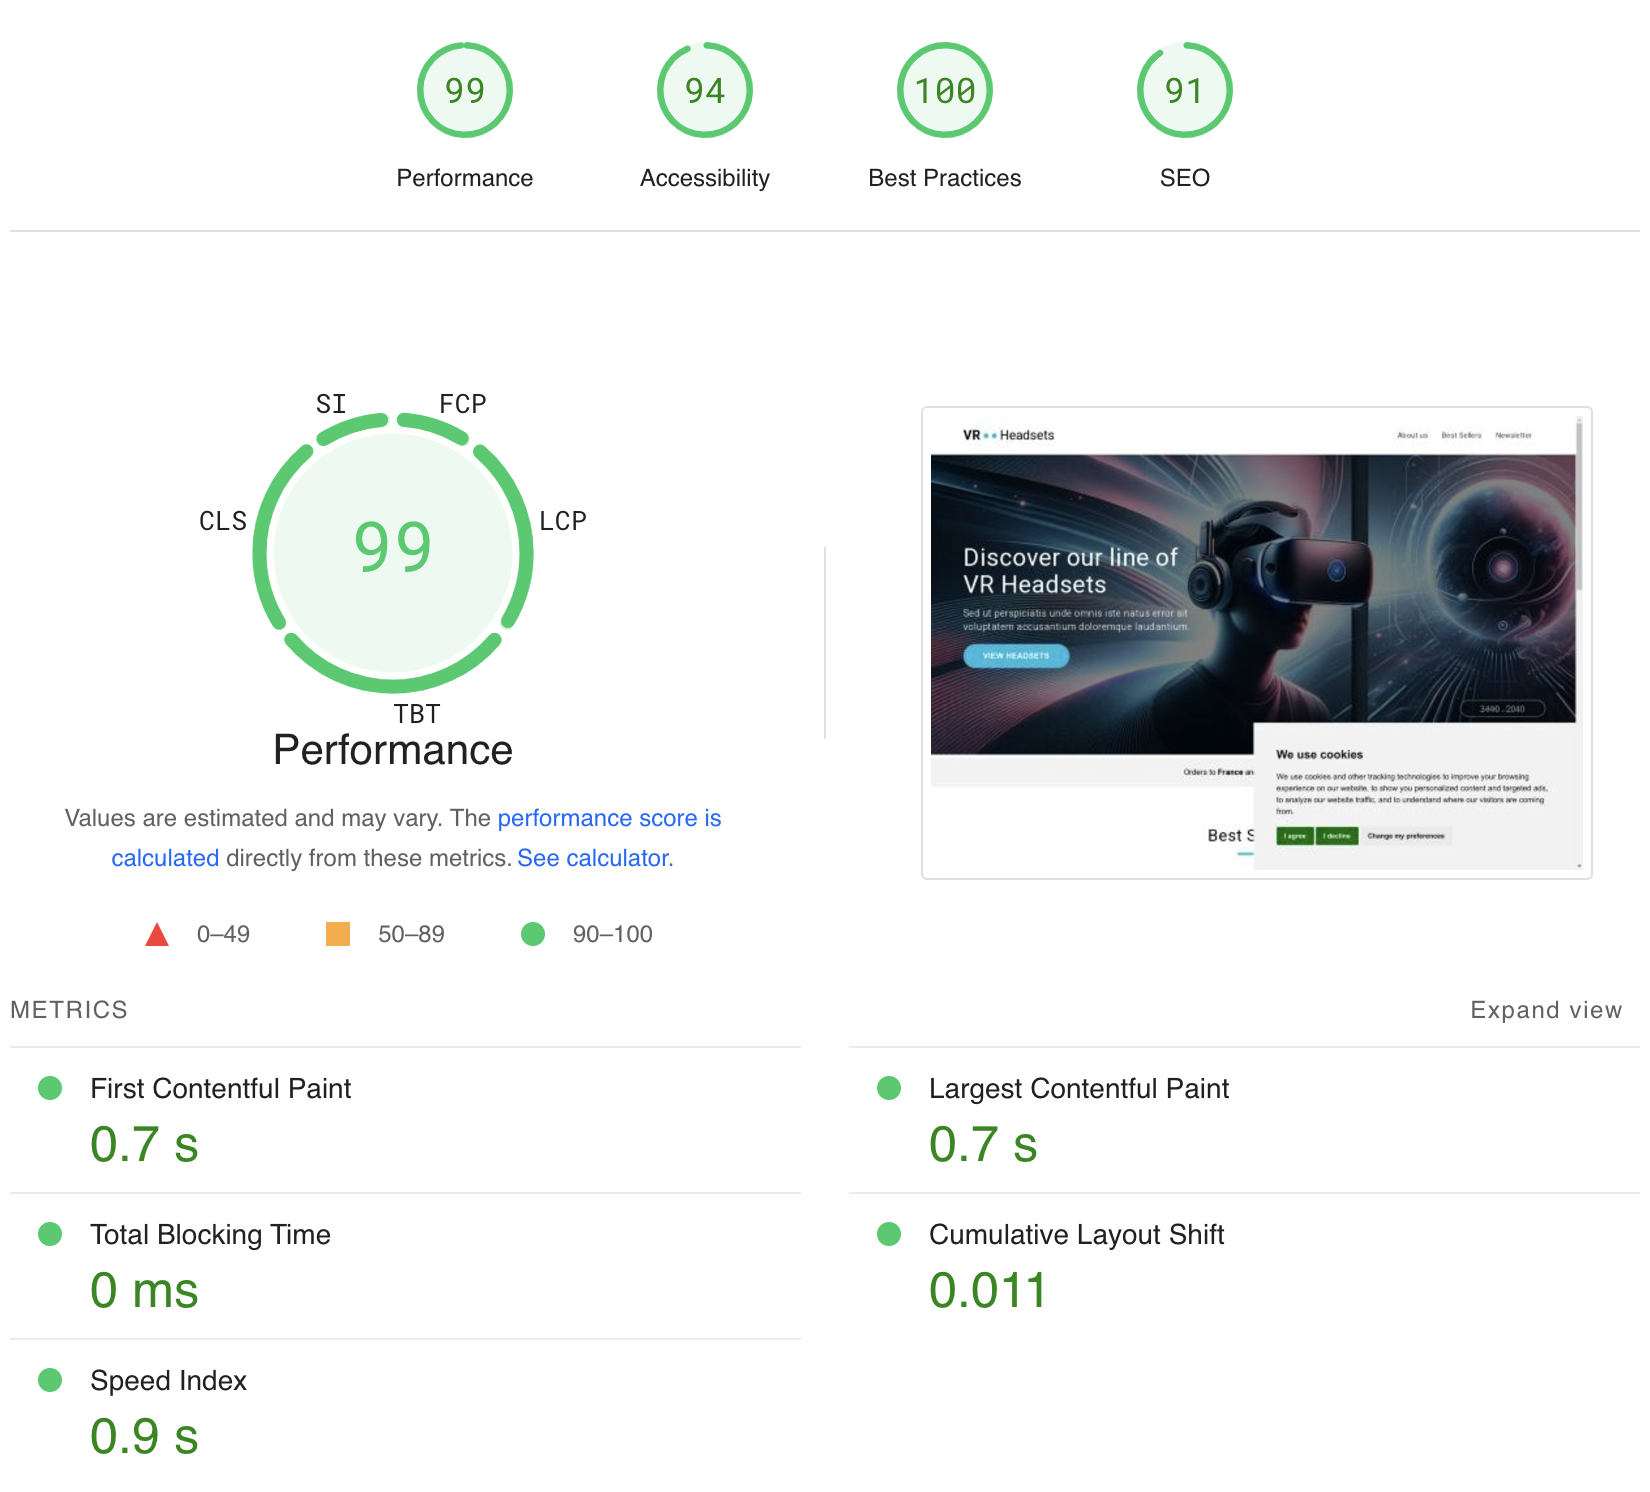 99
94
100
91
Performance
Accessibility
Best Practices
SEO
SI
FCP
CLS
LCP
99
TBT
Performance
Values are estimated and may vary. The performance score is
calculated directly from these metrics. See calculator.
0–49
50–89
90–100
VR Headsets
About us
Best Sellers
Newsletter
Discover our line of
VR Headsets
Sed ut perspiciatis unde omnis iste natus error sit
voluptatem accusantium doloremque laudantium.
VIEW HEADSETS
Orders to France an
Best S
We use cookies
We use cookies and other tracking technologies to improve your browsing
experience on our website, to show you personalized content and targeted ads,
to analyze our website traffic, and to understand where our visitors are coming
from.
I agree
I decline
Change my preferences
METRICS
Expand view
First Contentful Paint
0.7 s
Largest Contentful Paint
0.7 s
Total Blocking Time
0 ms
Cumulative Layout Shift
0.011
Speed Index
0.9 s